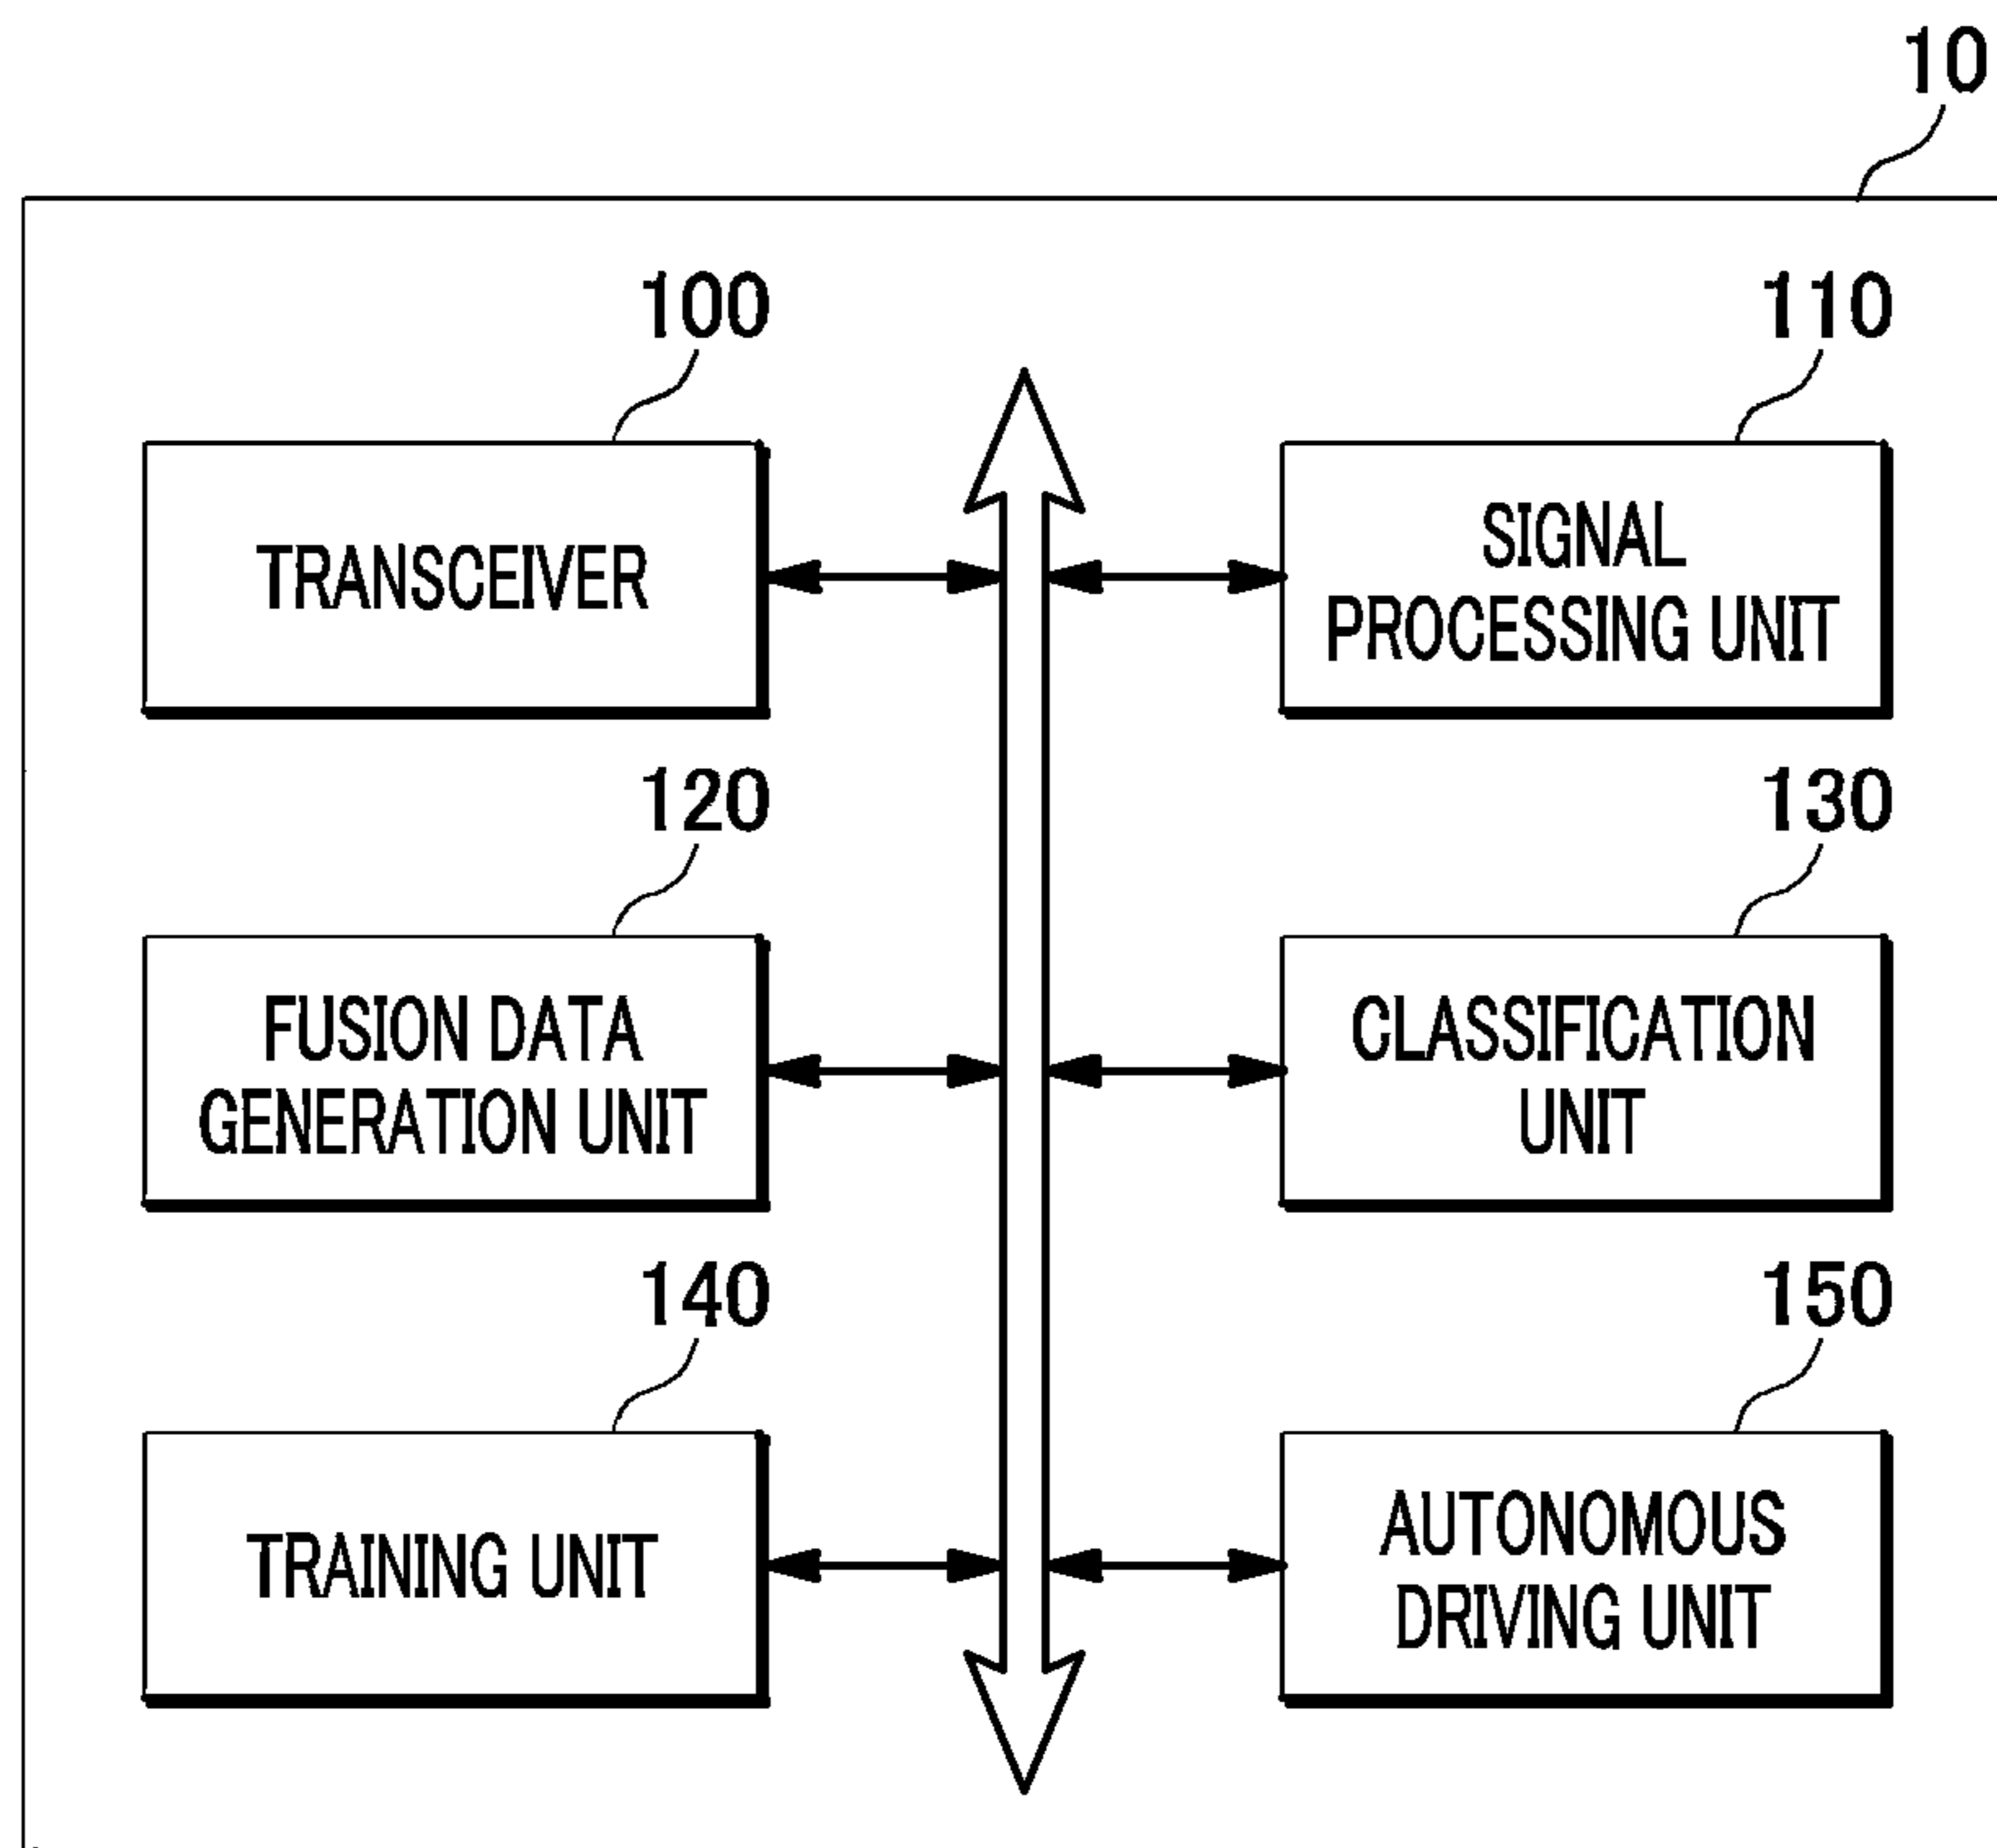 10
100
110
TRANSCEIVER
SIGNAL
PROCESSING UNIT
120
130
FUSION DATA
GENERATION UNIT
CLASSIFICATION
UNIT
140
150
TRAINING UNIT
AUTONOMOUS
DRIVING UNIT